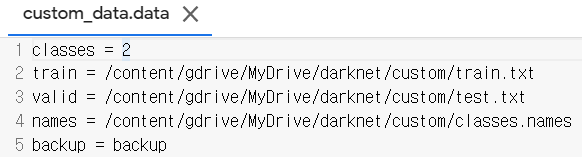 custom_data.data X
1 classes = 2
2 train = /content/gdrive/MyDrive/darknet/custom/train.txt
3 valid = /content/gdrive/MyDrive/darknet/custom/test.txt
4 names = /content/gdrive/MyDrive/darknet/custom/classes.names
5 backup = backup